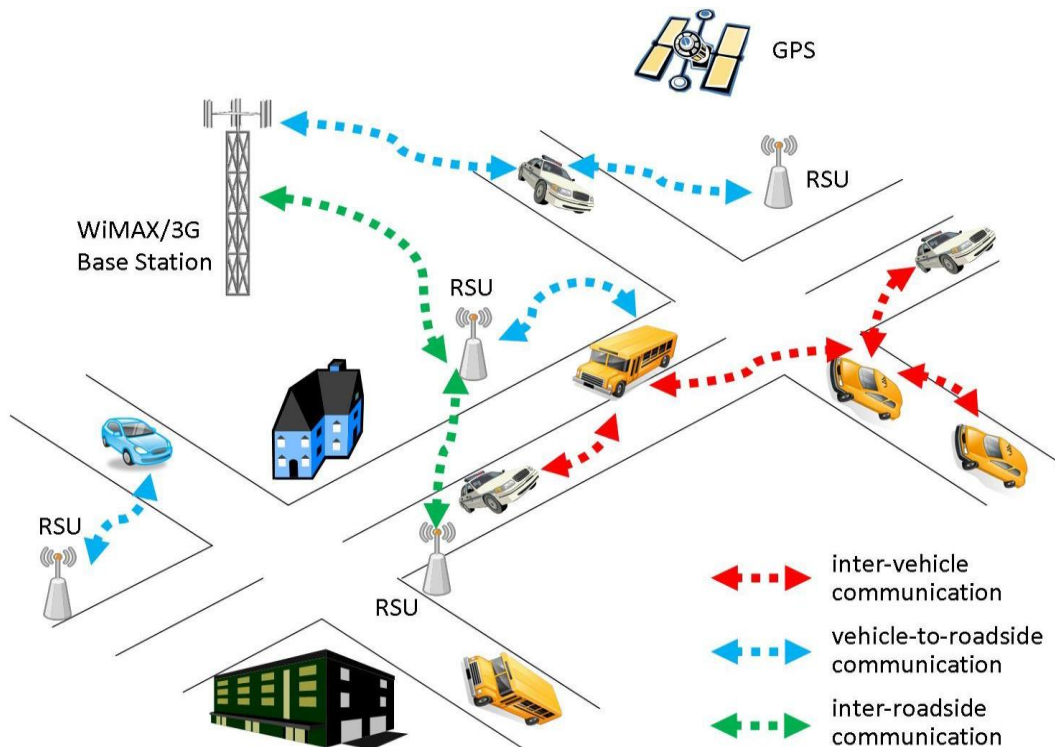 GPS
RSU
WiMAX/3G
Base Station
RSU
RSU
RSU
inter-vehicle
communication
vehicle-to-roadside
communication
inter-roadside
communication